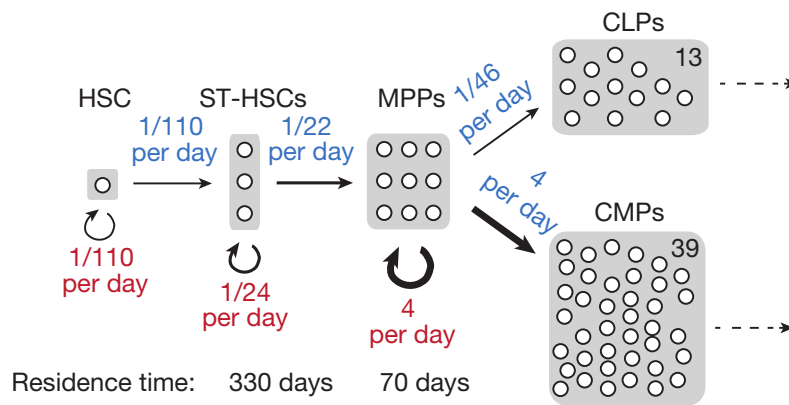 CLPs
13
HSC
ST-HSCs
MPPs
1/46
per day
1/110
per day
1/22
per day
4
per day
CMPs
39
1/110
per day
1/24
per day
4
per day
Residence time:
330 days
70 days